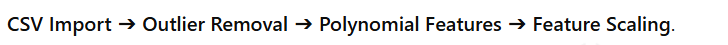 CSV Import → Outlier Removal → Polynomial Features → Feature Scaling.